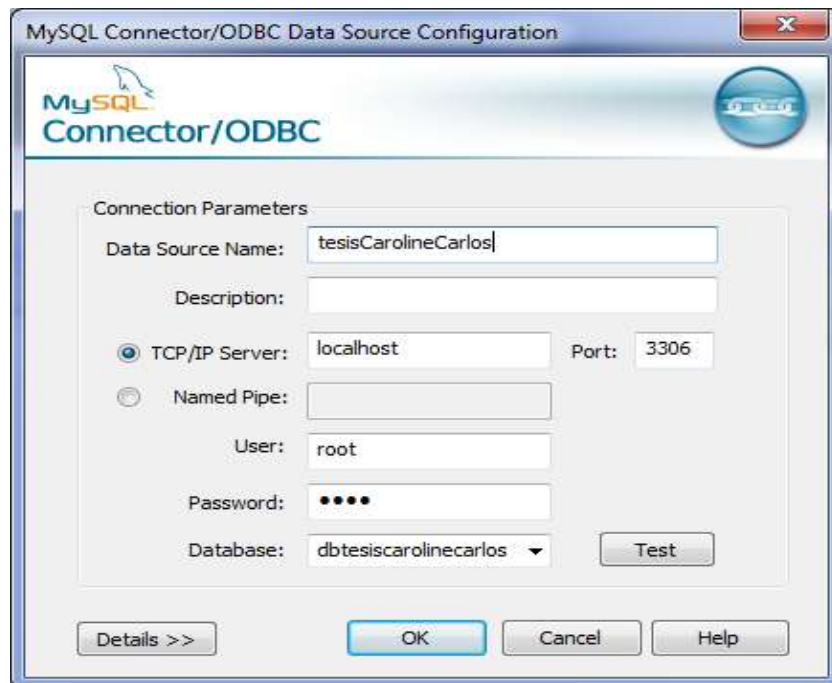 MySQL Connector/ODBC Data Source Configuration
MySQL
Connector/ODBC
Connection Parameters
Data Source Name: tesisCarolineCarlos
Description:
TCP/IP Server: localhost Port: 3306
Named Pipe:
User: root
Password: ••••
Database: dbtesiscarolinecarlos Test
Details >> OK Cancel Help